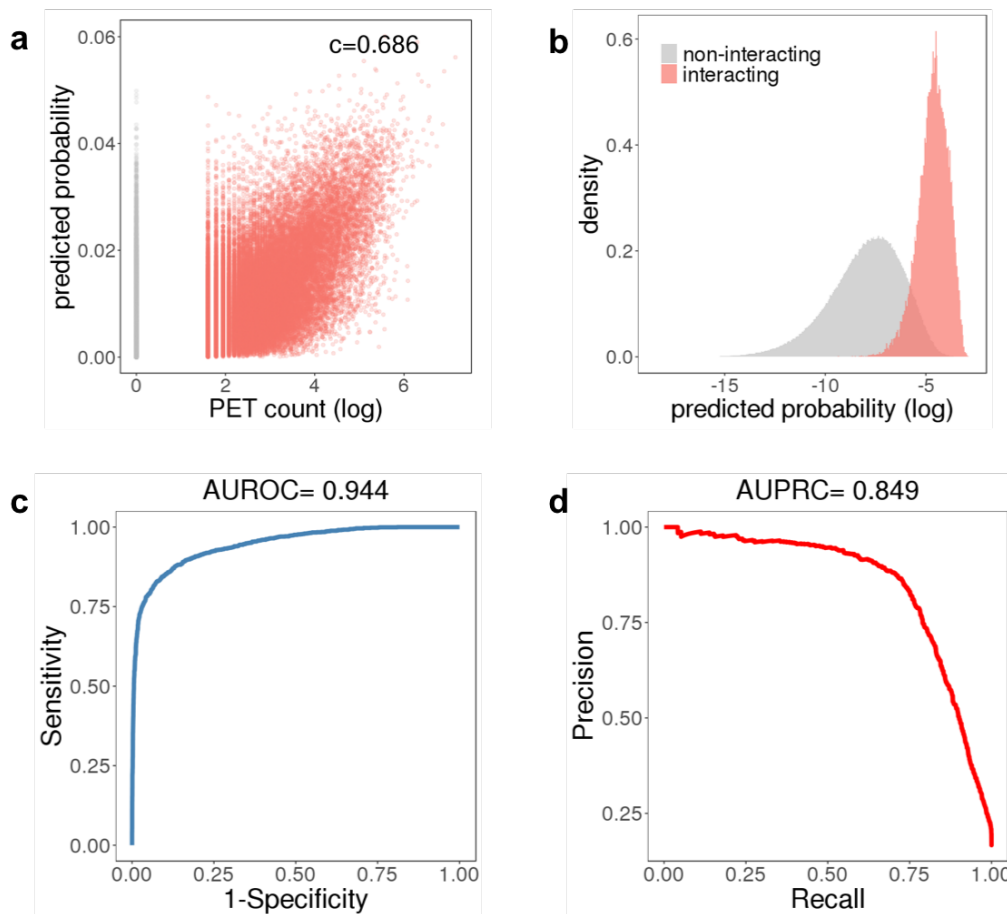 a
c=0.686
predicted probability
0.06
0.04
0.02
0.00
0
2
4
6
PET count (log)
b
non-interacting
interacting
density
0.6
0.4
0.2
0.0
-15
-10
-5
predicted probability (log)
c
AUROC= 0.944
Sensitivity
1.00
0.75
0.50
0.25
0.00
0.00
0.25
0.50
0.75
1.00
1-Specificity
d
AUPRC= 0.849
Precision
1.00
0.75
0.50
0.25
0.00
0.25
0.50
0.75
1.00
Recall